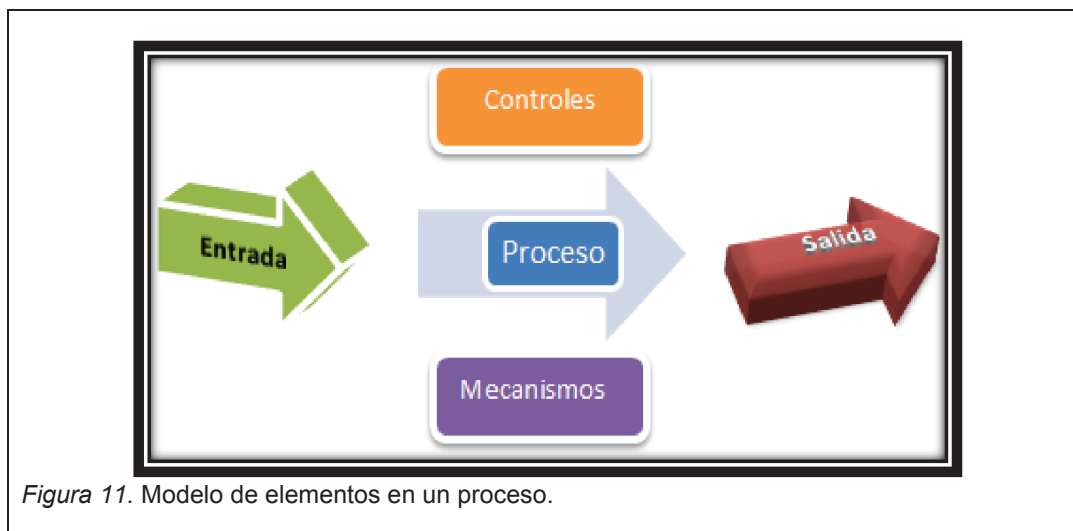 Controles
Entrada
Proceso
Salida
Mecanismos
Figura 11. Modelo de elementos en un proceso.